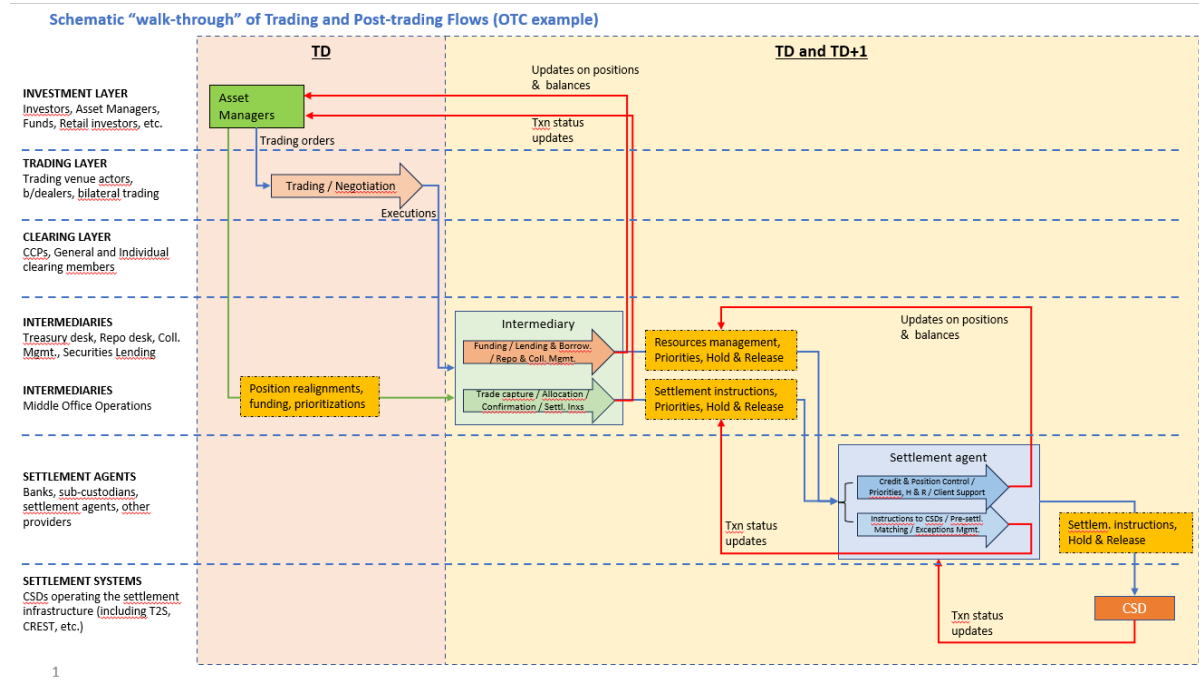 Schematic “walk-through” of Trading and Post-trading Flows (OTC example)
TD
TD and TD+1
INVESTMENT LAYER
Investors, Asset Managers,
Funds, Retail investors, etc.
Asset
Managers
Updates on positions
& balances
Txn status
updates
Trading orders
TRADING LAYER
Trading venue actors,
b/dealers, bilateral trading
Trading / Negotiation
Executions
CLEARING LAYER
CCPs, General and Individual
clearing members
INTERMEDIARIES
Treasury desk, Repo desk, Coll.
Mgmt., Securities Lending
Intermediary
Funding / Lending & Borrow.
/ Repo & Coll. Mgmt.
Resources management,
Priorities, Hold & Release
Updates on positions
& balances
INTERMEDIARIES
Middle Office Operations
Position realignments,
funding, prioritizations
Trade capture / Allocation /
Confirmation / Settl. Inxs
Settlement instructions,
Priorities, Hold & Release
SETTLEMENT AGENTS
Banks, sub-custodians,
settlement agents, other
providers
Settlement agent
Credit & Position Control /
Priorities, H & R / Client Support
Instructions to CSDs / Pre-settl.
Matching / Exceptions Mgmt.
Txn status
updates
Settlem. instructions,
Hold & Release
SETTLEMENT SYSTEMS
CSDs operating the settlement
infrastructure (including T2S,
CREST, etc.)
Txn status
updates
CSD
1